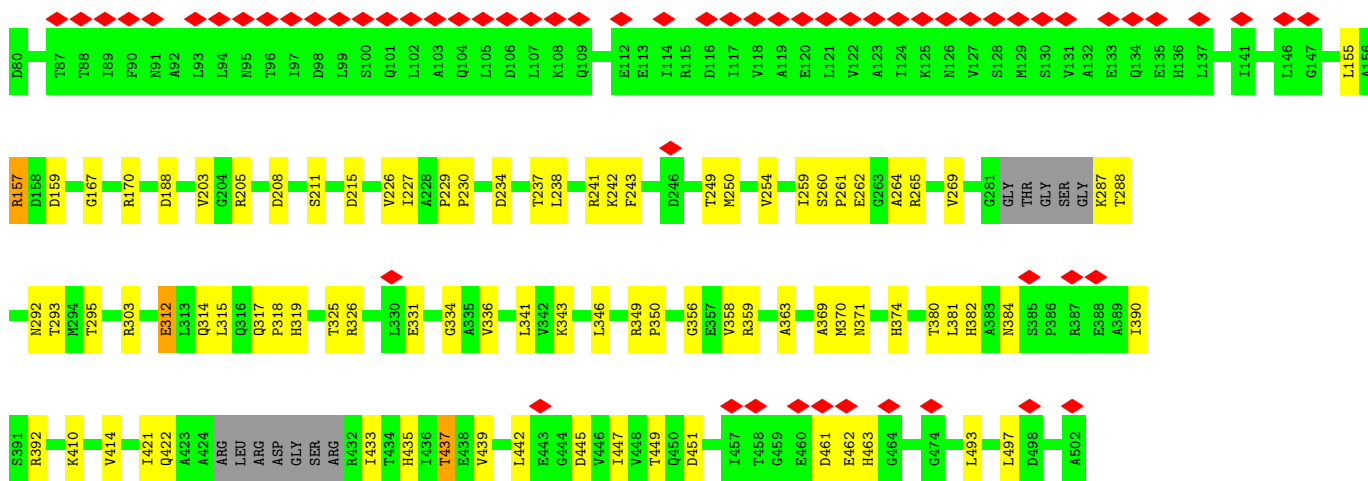 D80 T87 T88 I89 F90 N91 A92 L93 L94 N95 T96 I97 D98 L99 S100 Q101 L102 A103 Q104 L105 D106 L107 K108 Q109 E112 E113 I114 R115 D116 I117 V118 A119 E120 L121 V122 A123 I124 K125 N126 V127 S128 M129 S130 V131 A132 E133 Q134 E135 H136 L137 I141 L146 G147 L155 A156
R157 D158 D159 G167 R170 D188 V203 G204 R205 D208 S211 D215 V226 I227 A228 P229 P230 D234 T237 L238 R241 K242 F243 D246 T249 M250 V254 I259 S260 P261 E262 G263 A264 R265 V269 G281 GLY THR GLY SER GLY K287 T288
N292 T293 M294 T295 R303 E312 L313 Q314 L315 Q316 Q317 P318 H319 T325 R326 L330 E331 G334 A335 V336 L341 V342 K343 L346 R349 P350 G356 E357 V358 R359 A363 A369 M370 N371 H374 T380 L381 H382 A383 N384 S385 P386 R387 E388 A389 I390
S391 R392 K410 V414 I421 Q422 A423 A424 ARG LEU ARG ASP GLY SER ARG R432 I433 T434 H435 I436 T437 E438 V439 L442 E443 G444 D445 V446 I447 V448 T449 Q450 D451 I457 T458 G459 E460 D461 E462 H463 G464 G474 L493 L497 D498 A502